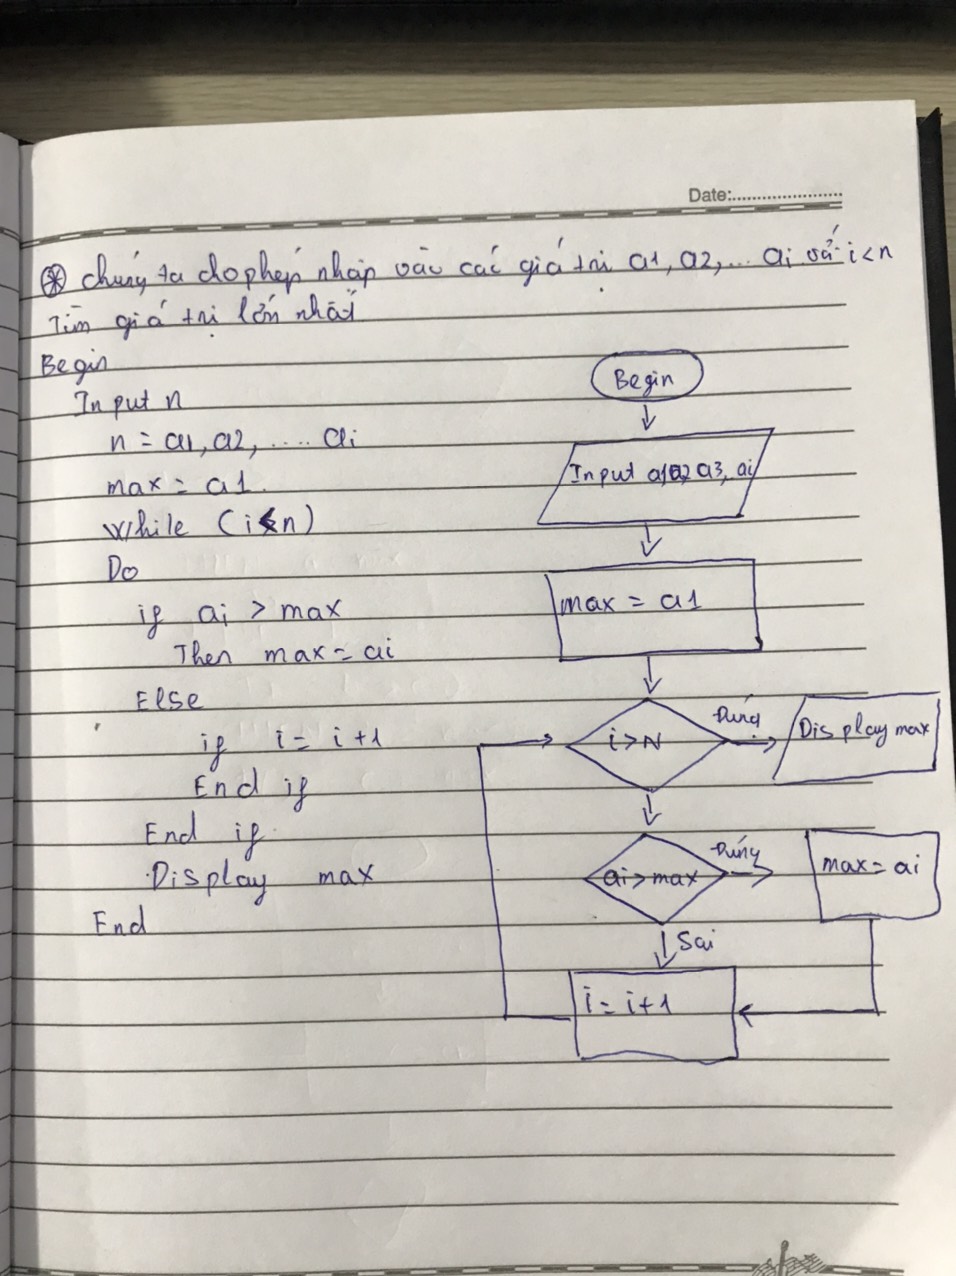 Date:
⊛ chúng ta cho phép nhập vào các giá trị a1, a2, ... ai với i < n
Tìm giá trị lớn nhất
Begin
Input n
n = a1, a2, .... ai
max = a1
While (i < n)
Do
if ai > max
Then max = ai
Else
if i = i + 1
End if
End if
Display max
End
Begin
Input a1, a2, a3, ai
max = a1
i > N
Đúng
Display max
ai > max
Đúng
max = ai
Sai
i = i + 1